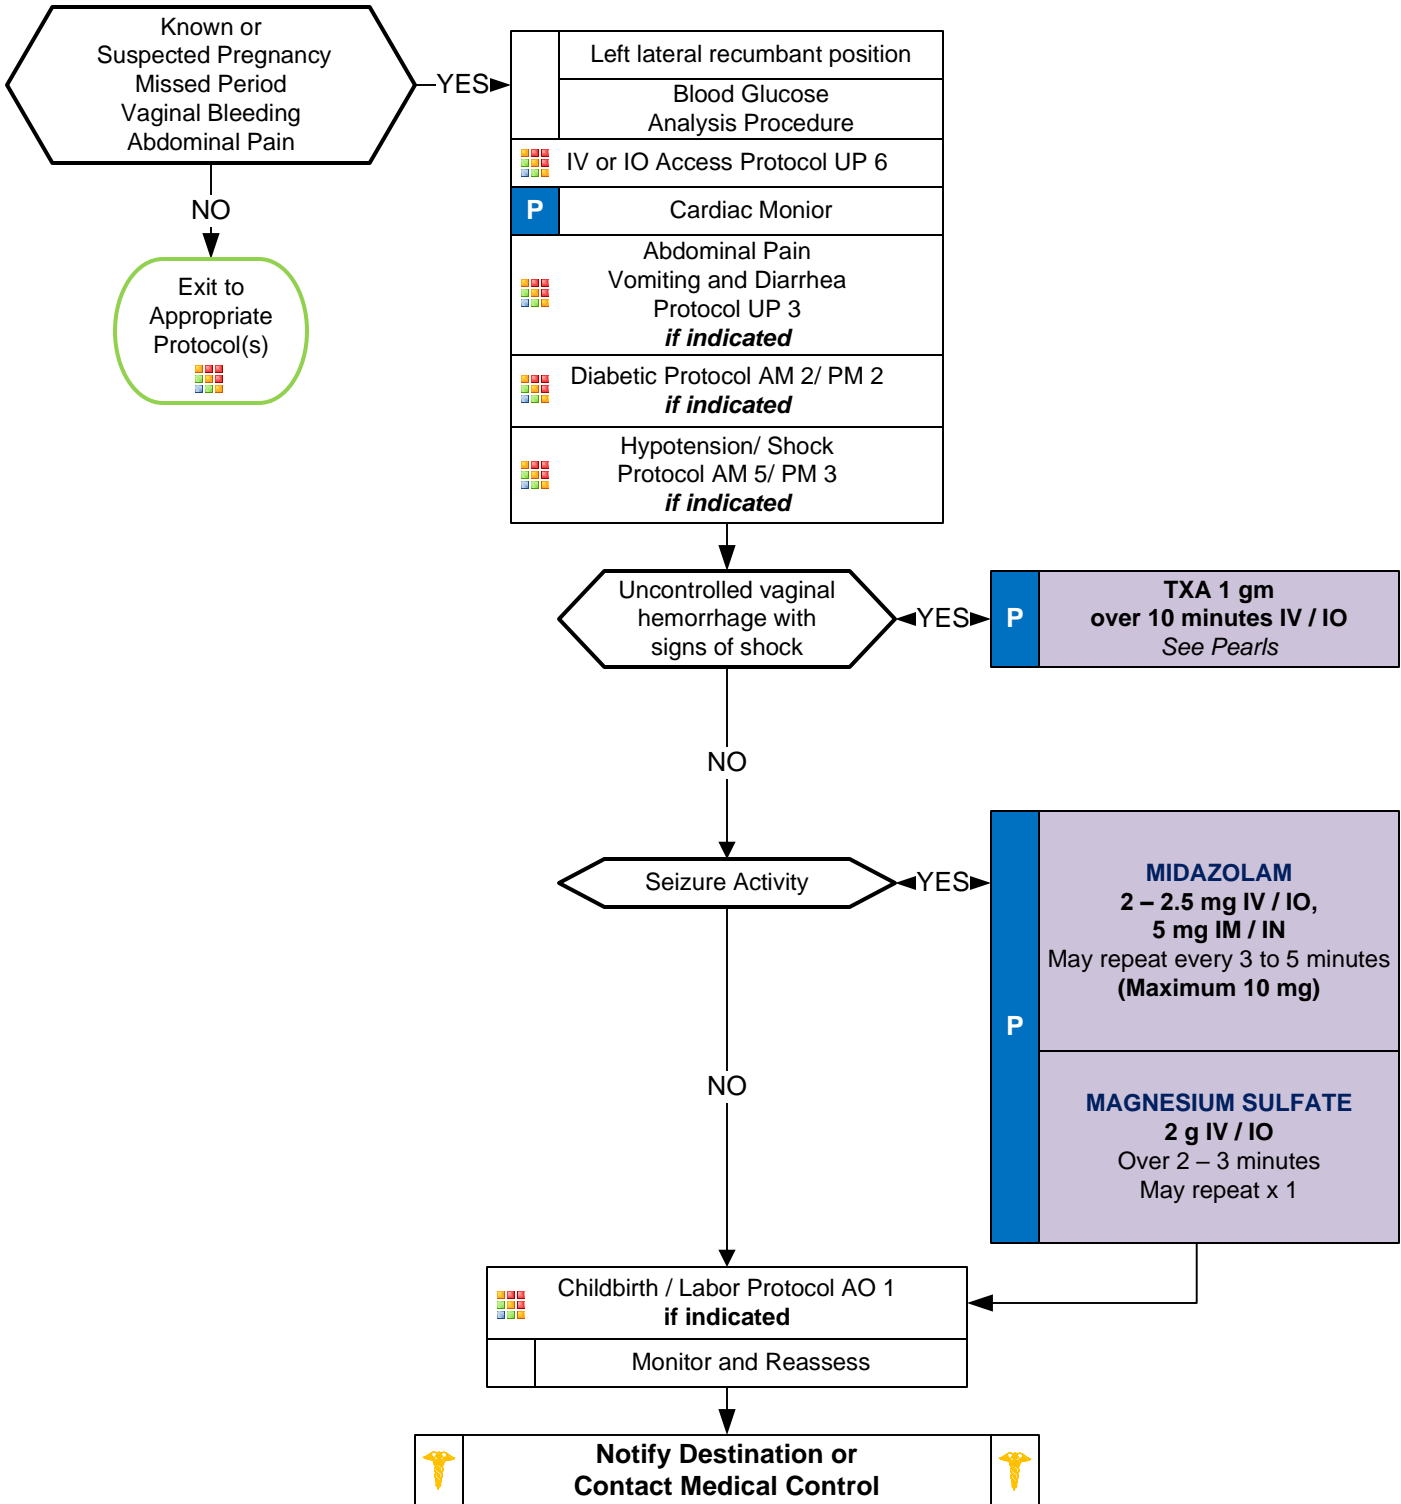 Known or
Suspected Pregnancy
Missed Period
Vaginal Bleeding
Abdominal Pain
YES
NO
Exit to
Appropriate
Protocol(s)
Left lateral recumbant position
Blood Glucose
Analysis Procedure
IV or IO Access Protocol UP 6
P
Cardiac Monior
Abdominal Pain
Vomiting and Diarrhea
Protocol UP 3
if indicated
Diabetic Protocol AM 2/ PM 2
if indicated
Hypotension/ Shock
Protocol AM 5/ PM 3
if indicated
Uncontrolled vaginal
hemorrhage with
signs of shock
YES
P
TXA 1 gm
over 10 minutes IV / IO
See Pearls
NO
Seizure Activity
YES
P
MIDAZOLAM
2 – 2.5 mg IV / IO,
5 mg IM / IN
May repeat every 3 to 5 minutes
(Maximum 10 mg)
MAGNESIUM SULFATE
2 g IV / IO
Over 2 – 3 minutes
May repeat x 1
NO
Childbirth / Labor Protocol AO 1
if indicated
Monitor and Reassess
Notify Destination or
Contact Medical Control